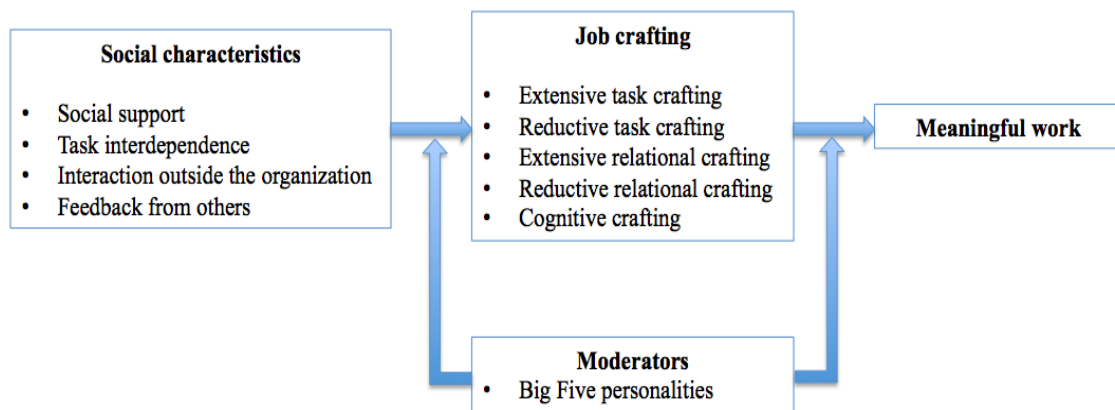 Social characteristics
• Social support
• Task interdependence
• Interaction outside the organization
• Feedback from others
Job crafting
• Extensive task crafting
• Reductive task crafting
• Extensive relational crafting
• Reductive relational crafting
• Cognitive crafting
Meaningful work
Moderators
• Big Five personalities